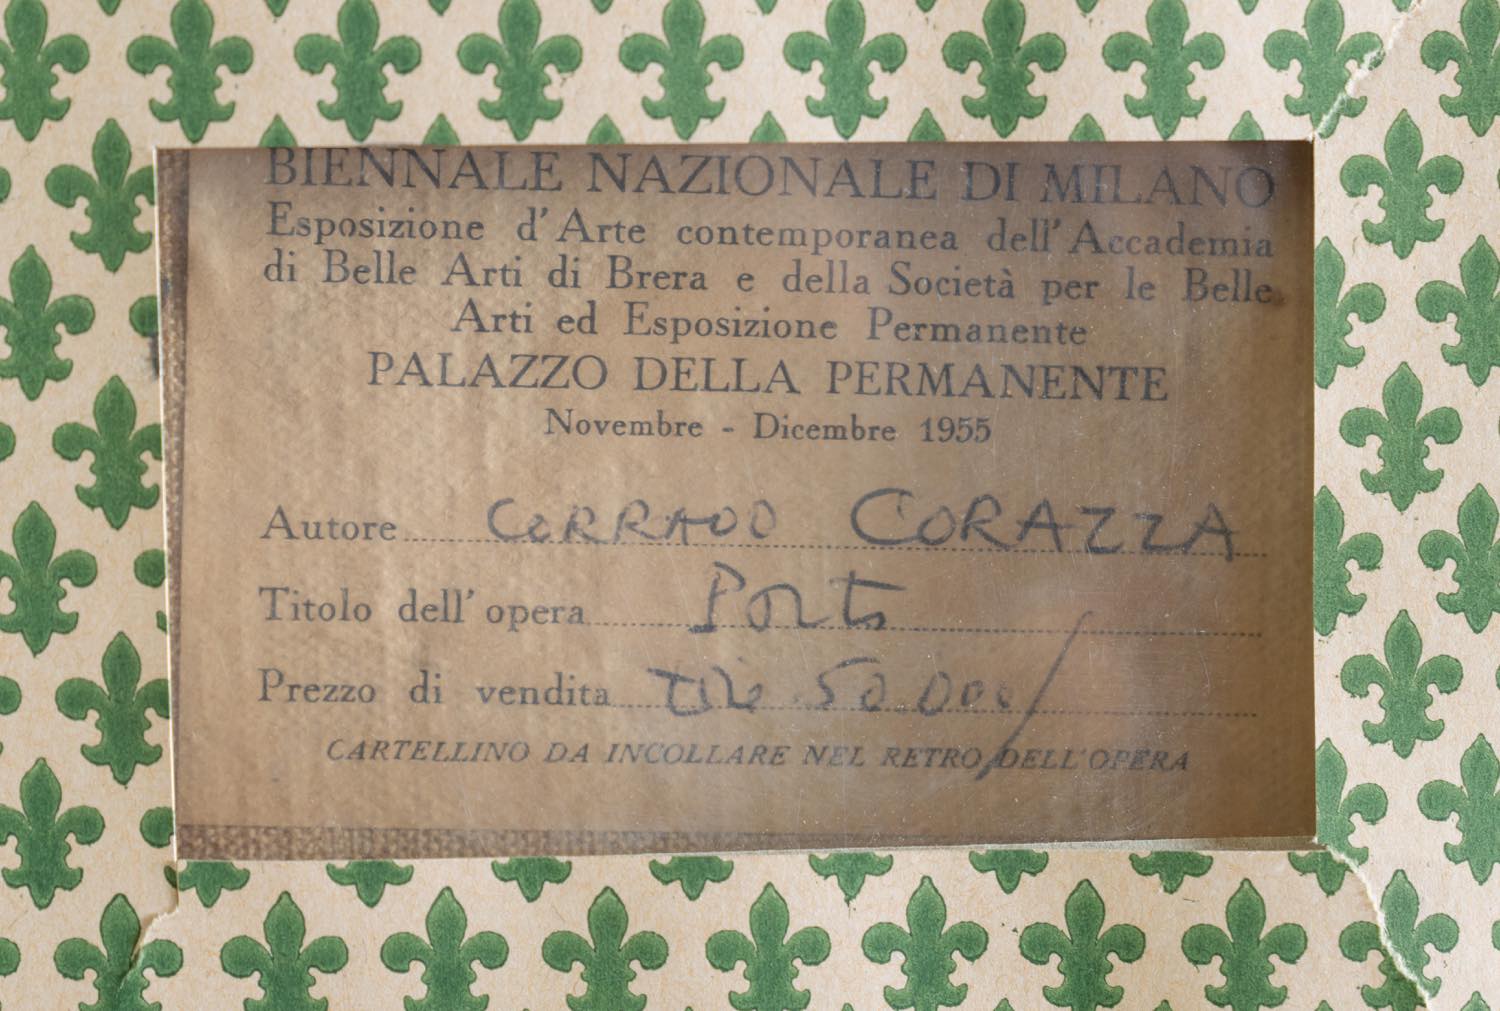 BIENNALE NAZIONALE DI MILANO
Esposizione d'Arte contemporanea dell'Accademia
di Belle Arti di Brera e della Società per le Belle
Arti ed Esposizione Permanente
PALAZZO DELLA PERMANENTE
Novembre - Dicembre 1955
Autore CORRADO CORAZZA
Titolo dell'opera Porto
Prezzo di vendita 50.000/
CARTELLINO DA INCOLLARE NEL RETRO DELL'OPERA